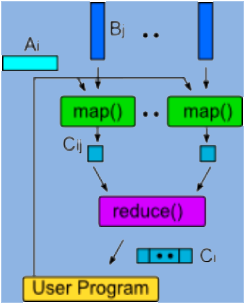 Bj
Ai
map() .. map()
Cij
reduce()
Ci
User Program